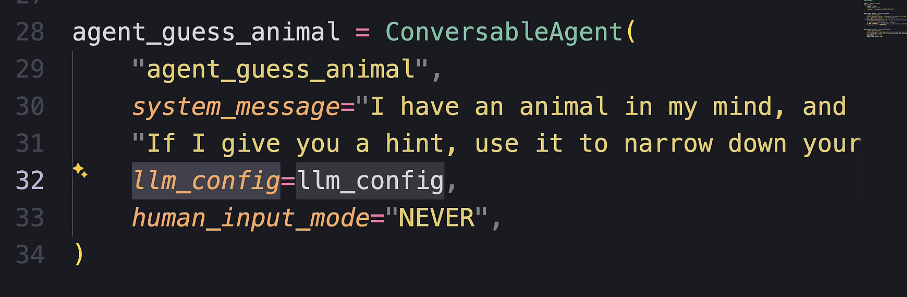 28 agent_guess_animal = ConversableAgent(
29 "agent_guess_animal",
30 system_message="I have an animal in my mind, and
31 "If I give you a hint, use it to narrow down your
32 llm_config=llm_config,
33 human_input_mode="NEVER",
34 )